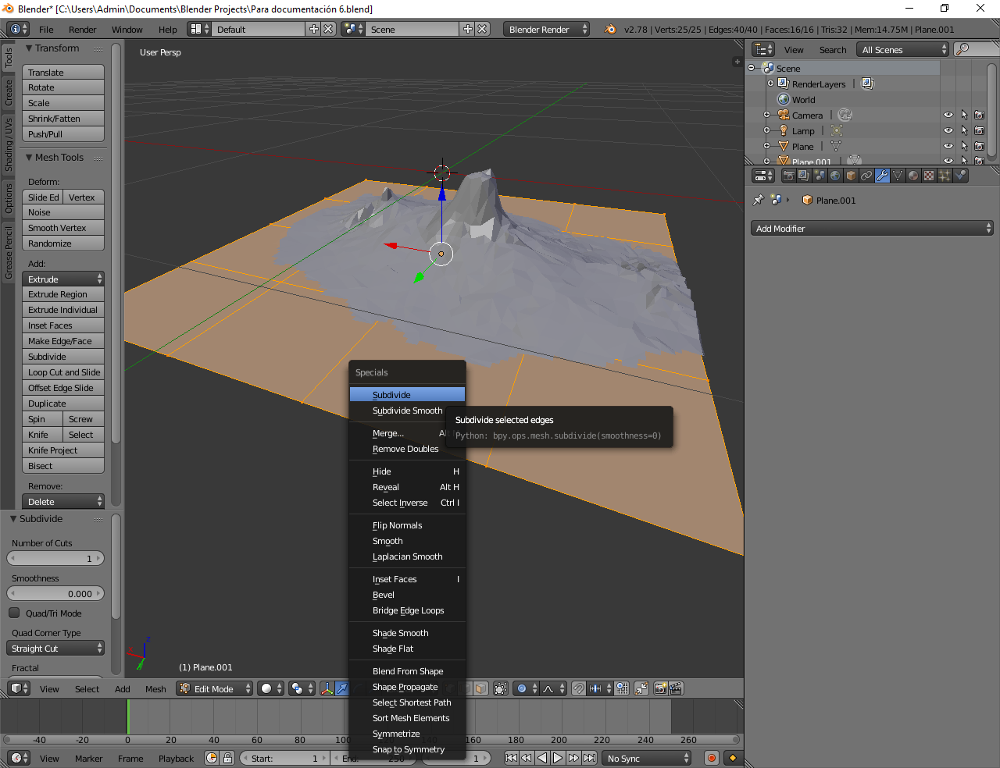 Blender* [C:\Users\Admin\Documents\Blender Projects\Para documentación 6.blend]
File Render Window Help Default Scene Blender Render v2.78 | Verts:25/25 | Edges:40/40 | Faces:16/16 | Tris:32 | Mem:14.75M | Plane.001
Tools
Create
Shading / UVs
Options
Grease Pencil
Transform
Translate
Rotate
Scale
Shrink/Fatten
Push/Pull
Mesh Tools
Deform:
Slide Ed Vertex
Noise
Smooth Vertex
Randomize
Add:
Extrude
Extrude Region
Extrude Individual
Inset Faces
Make Edge/Face
Subdivide
Loop Cut and Slide
Offset Edge Slide
Duplicate
Spin Screw
Knife Select
Knife Project
Bisect
Remove:
Delete
Subdivide
Number of Cuts
1
Smoothness
0.000
Quad/Tri Mode
Quad Corner Type
Straight Cut
Fractal
User Persp
Specials
Subdivide
Subdivide Smooth
Merge... Alt M
Remove Doubles
Hide H
Reveal Alt H
Select Inverse Ctrl I
Flip Normals
Smooth
Laplacian Smooth
Inset Faces I
Bevel
Bridge Edge Loops
Shade Smooth
Shade Flat
Blend From Shape
Shape Propagate
Select Shortest Path
Sort Mesh Elements
Symmetrize
Snap to Symmetry
Subdivide selected edges
Python: bpy.ops.mesh.subdivide(smoothness=0)
z
(1) Plane.001
View Search All Scenes
Scene
RenderLayers
World
Camera
Lamp
Plane
Plane.001
Plane.001
Add Modifier
View Select Add Mesh Edit Mode
-40 -20 0 20 40 60 80 100 160 180 200 220 240 260
View Marker Frame Playback Start: 1 End: 250 1 No Sync